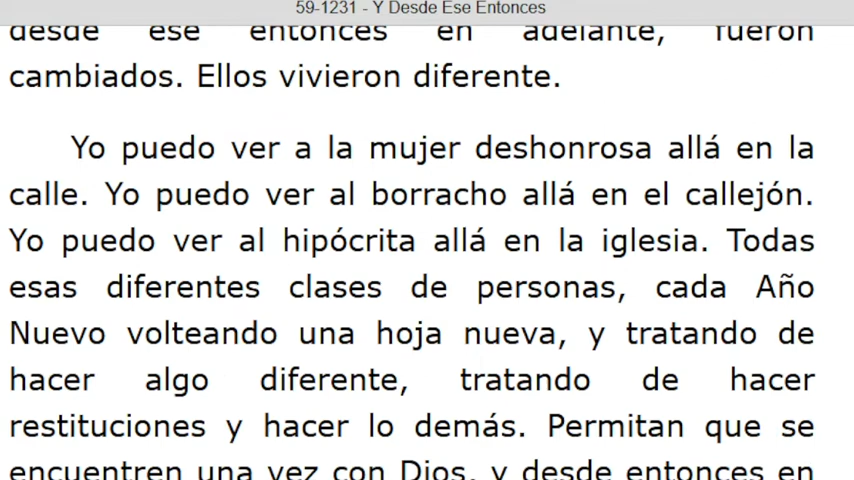 59-1231 - Y Desde Ese Entonces
desde ese entonces en adelante, fueron
cambiados. Ellos vivieron diferente.
Yo puedo ver a la mujer deshonrosa allá en la
calle. Yo puedo ver al borracho allá en el callejón.
Yo puedo ver al hipócrita allá en la iglesia. Todas
esas diferentes clases de personas, cada Año
Nuevo volteando una hoja nueva, y tratando de
hacer algo diferente, tratando de hacer
restituciones y hacer lo demás. Permitan que se
encuentren una vez con Dios, y desde entonces en